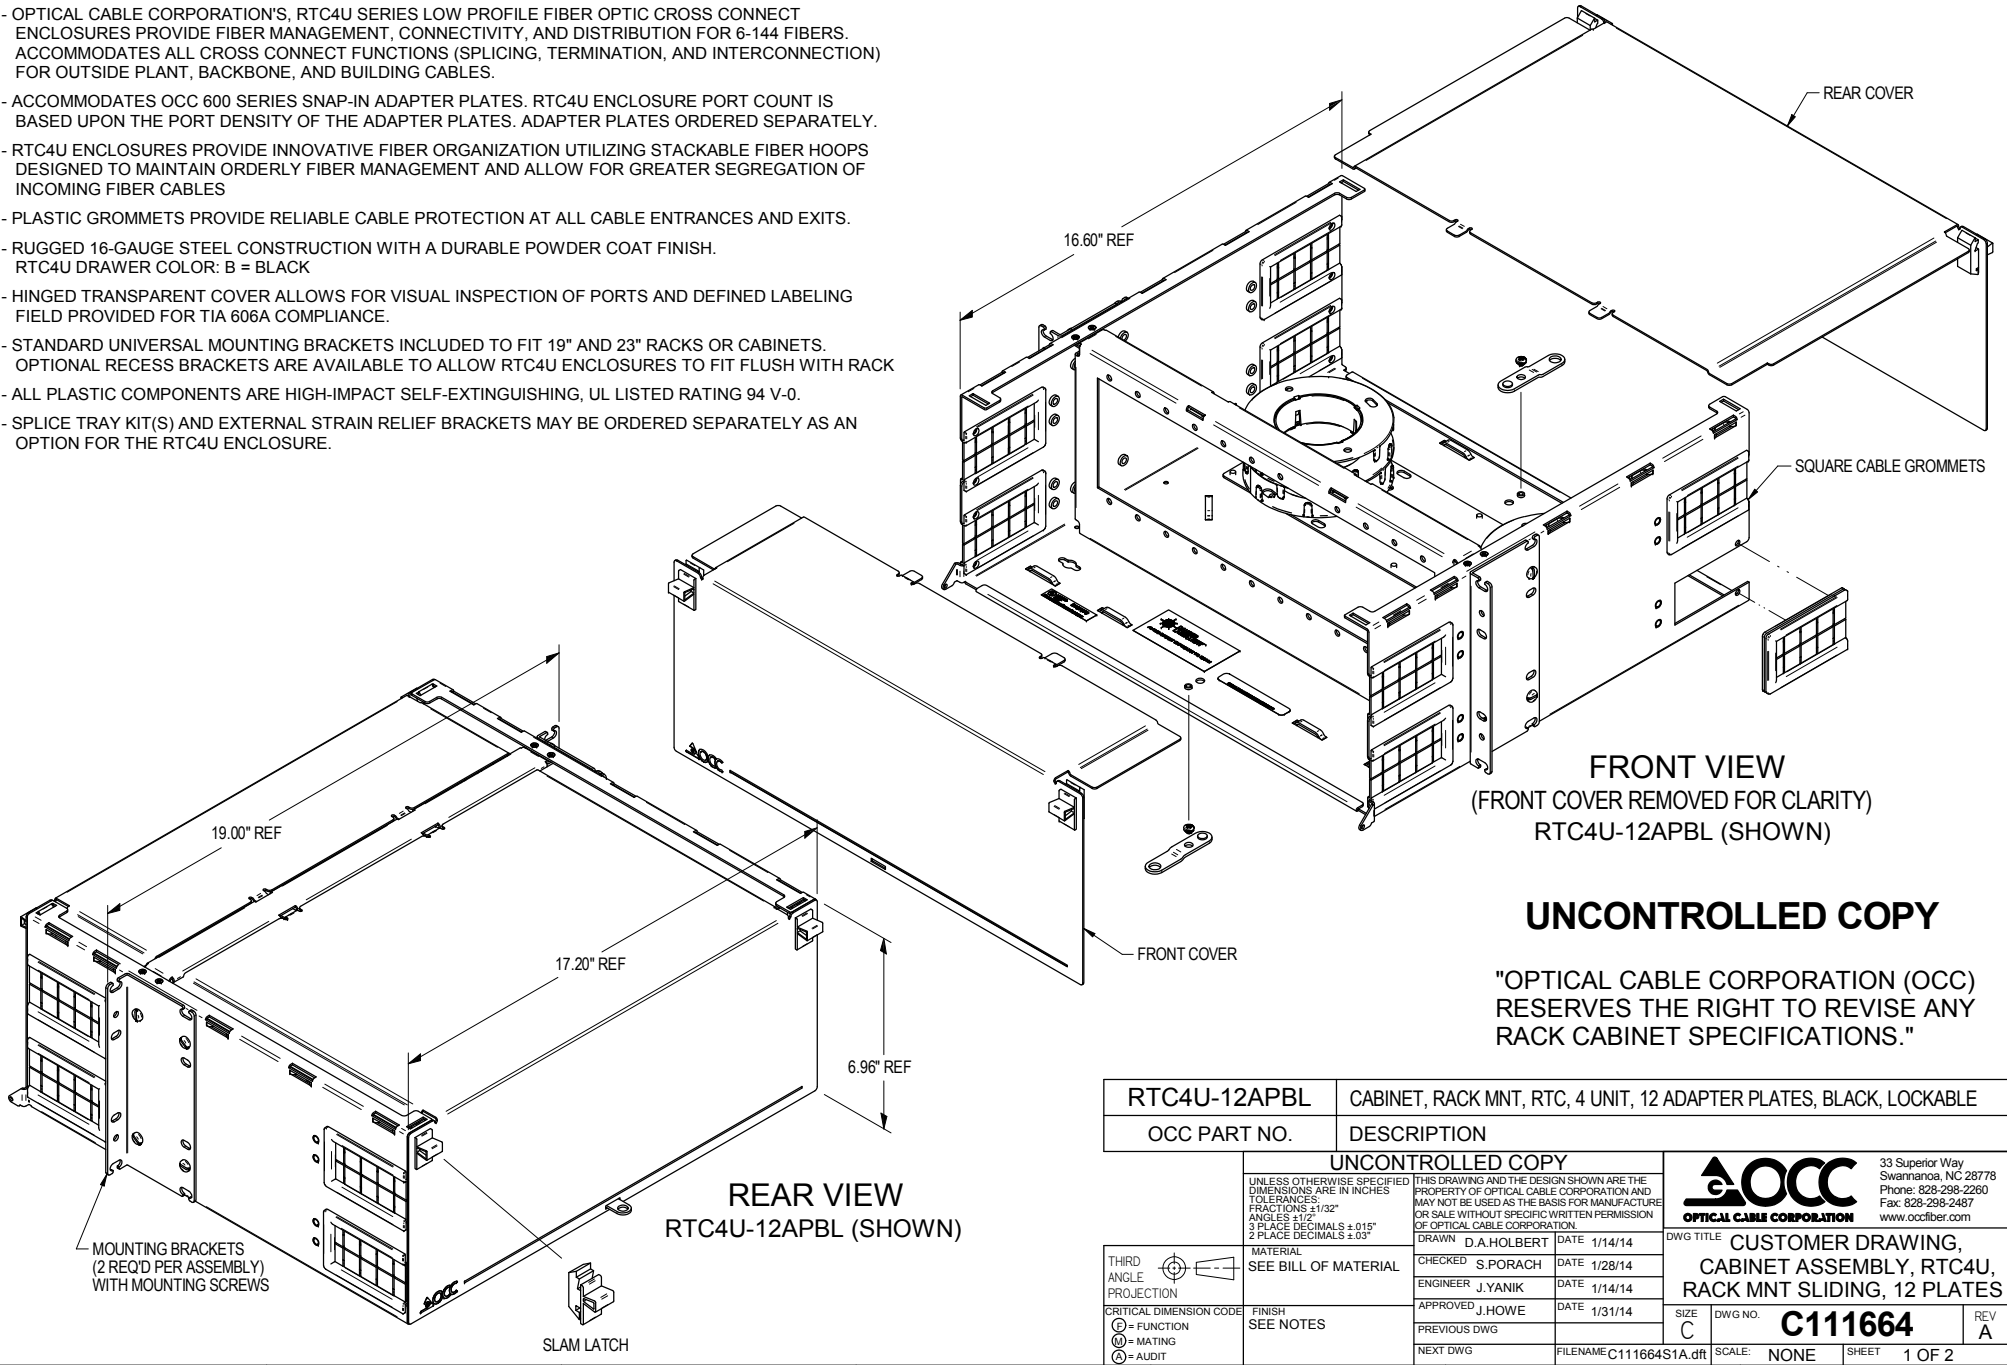 - OPTICAL CABLE CORPORATION'S, RTC4U SERIES LOW PROFILE FIBER OPTIC CROSS CONNECT
ENCLOSURES PROVIDE FIBER MANAGEMENT, CONNECTIVITY, AND DISTRIBUTION FOR 6-144 FIBERS.
ACCOMMODATES ALL CROSS CONNECT FUNCTIONS (SPLICING, TERMINATION, AND INTERCONNECTION)
FOR OUTSIDE PLANT, BACKBONE, AND BUILDING CABLES.
- ACCOMMODATES OCC 600 SERIES SNAP-IN ADAPTER PLATES. RTC4U ENCLOSURE PORT COUNT IS
BASED UPON THE PORT DENSITY OF THE ADAPTER PLATES. ADAPTER PLATES ORDERED SEPARATELY.
- RTC4U ENCLOSURES PROVIDE INNOVATIVE FIBER ORGANIZATION UTILIZING STACKABLE FIBER HOOPS
DESIGNED TO MAINTAIN ORDERLY FIBER MANAGEMENT AND ALLOW FOR GREATER SEGREGATION OF
INCOMING FIBER CABLES
- PLASTIC GROMMETS PROVIDE RELIABLE CABLE PROTECTION AT ALL CABLE ENTRANCES AND EXITS.
- RUGGED 16-GAUGE STEEL CONSTRUCTION WITH A DURABLE POWDER COAT FINISH.
RTC4U DRAWER COLOR: B = BLACK
- HINGED TRANSPARENT COVER ALLOWS FOR VISUAL INSPECTION OF PORTS AND DEFINED LABELING
FIELD PROVIDED FOR TIA 606A COMPLIANCE.
- STANDARD UNIVERSAL MOUNTING BRACKETS INCLUDED TO FIT 19" AND 23" RACKS OR CABINETS.
OPTIONAL RECESS BRACKETS ARE AVAILABLE TO ALLOW RTC4U ENCLOSURES TO FIT FLUSH WITH RACK
- ALL PLASTIC COMPONENTS ARE HIGH-IMPACT SELF-EXTINGUISHING, UL LISTED RATING 94 V-0.
- SPLICE TRAY KIT(S) AND EXTERNAL STRAIN RELIEF BRACKETS MAY BE ORDERED SEPARATELY AS AN
OPTION FOR THE RTC4U ENCLOSURE.
REAR COVER
16.60" REF
SQUARE CABLE GROMMETS
OCC
FRONT VIEW
(FRONT COVER REMOVED FOR CLARITY)
RTC4U-12APBL (SHOWN)
19.00" REF
17.20" REF
FRONT COVER
6.96" REF
UNCONTROLLED COPY
"OPTICAL CABLE CORPORATION (OCC)
RESERVES THE RIGHT TO REVISE ANY
RACK CABINET SPECIFICATIONS."
REAR VIEW
RTC4U-12APBL (SHOWN)
MOUNTING BRACKETS
(2 REQ'D PER ASSEMBLY)
WITH MOUNTING SCREWS
OCC
SLAM LATCH
RTC4U-12APBL
CABINET, RACK MNT, RTC, 4 UNIT, 12 ADAPTER PLATES, BLACK, LOCKABLE
OCC PART NO.
DESCRIPTION
UNCONTROLLED COPY
UNLESS OTHERWISE SPECIFIED
DIMENSIONS ARE IN INCHES
TOLERANCES:
FRACTIONS ±1/32"
ANGLES ±1/2°
3 PLACE DECIMALS ±.015"
2 PLACE DECIMALS ±.03"
THIS DRAWING AND THE DESIGN SHOWN ARE THE
PROPERTY OF OPTICAL CABLE CORPORATION AND
MAY NOT BE USED AS THE BASIS FOR MANUFACTURE
OR SALE WITHOUT SPECIFIC WRITTEN PERMISSION
OF OPTICAL CABLE CORPORATION.
OCC
OPTICAL CABLE CORPORATION
33 Superior Way
Swannanoa, NC 28778
Phone: 828-298-2260
Fax: 828-298-2487
www.occfiber.com
THIRD
ANGLE
PROJECTION
MATERIAL
SEE BILL OF MATERIAL
DRAWN D.A.HOLBERT DATE 1/14/14
CHECKED S.PORACH DATE 1/28/14
ENGINEER J.YANIK DATE 1/14/14
APPROVED J.HOWE DATE 1/31/14
PREVIOUS DWG
NEXT DWG
FILENAME C111664S1A.dft
CRITICAL DIMENSION CODE
F = FUNCTION
M = MATING
A = AUDIT
FINISH
SEE NOTES
DWG TITLE CUSTOMER DRAWING,
CABINET ASSEMBLY, RTC4U,
RACK MNT SLIDING, 12 PLATES
SIZE C
DWG NO. C111664
REV A
SCALE: NONE
SHEET 1 OF 2